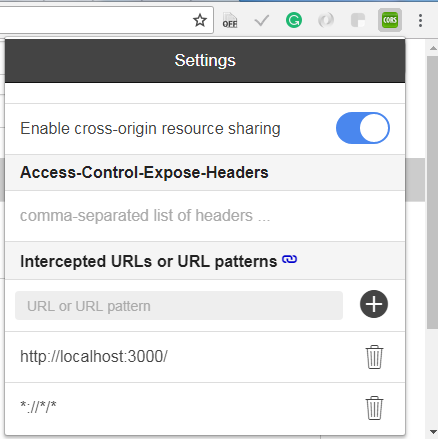 OFF
CORS
Settings
Enable cross-origin resource sharing
Access-Control-Expose-Headers
comma-separated list of headers ...
Intercepted URLs or URL patterns
URL or URL pattern
http://localhost:3000/
*://*/*